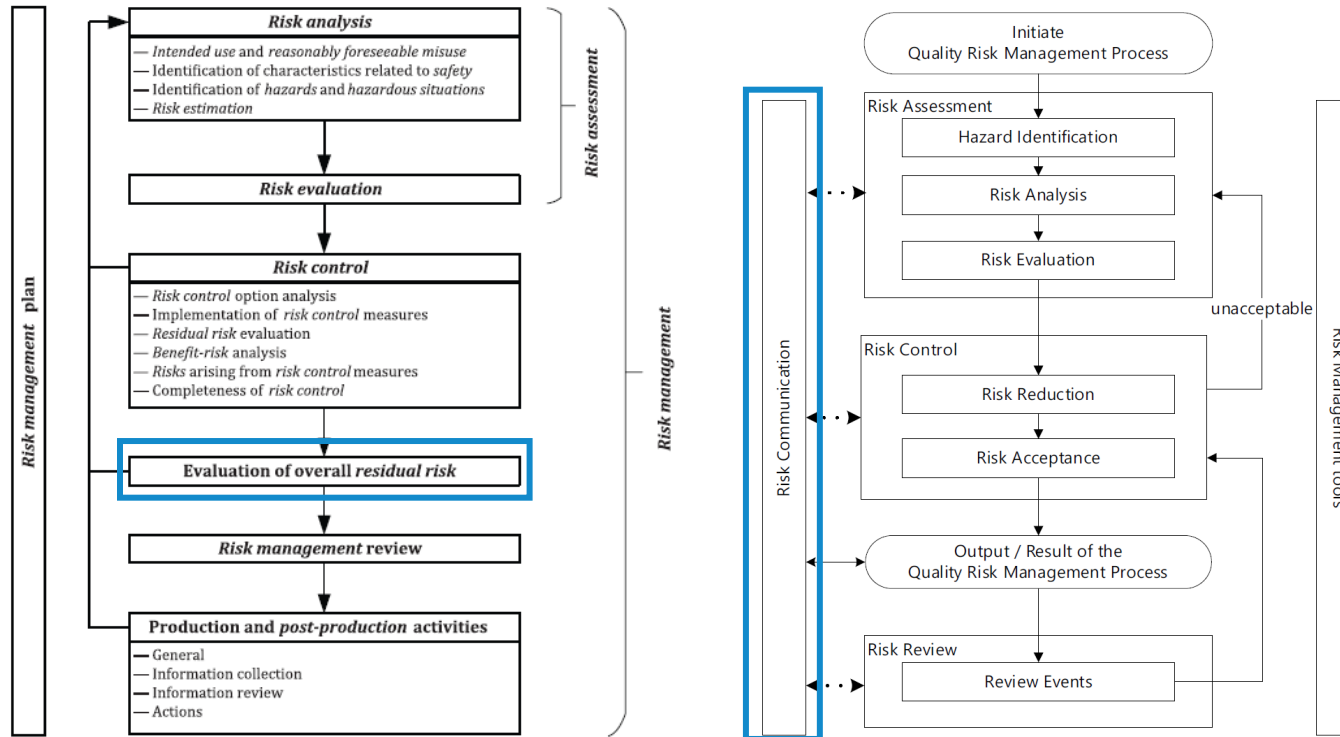 Risk management plan
Risk analysis
— Intended use and reasonably foreseeable misuse
— Identification of characteristics related to safety
— Identification of hazards and hazardous situations
— Risk estimation
Risk evaluation
Risk assessment
Risk control
— Risk control option analysis
— Implementation of risk control measures
— Residual risk evaluation
— Benefit-risk analysis
— Risks arising from risk control measures
— Completeness of risk control
Evaluation of overall residual risk
Risk management review
Production and post-production activities
— General
— Information collection
— Information review
— Actions
Risk management
Initiate
Quality Risk Management Process
Risk Communication
Risk Assessment
Hazard Identification
Risk Analysis
Risk Evaluation
unacceptable
Risk Control
Risk Reduction
Risk Acceptance
Output / Result of the
Quality Risk Management Process
Risk Review
Review Events
Risk Management tools